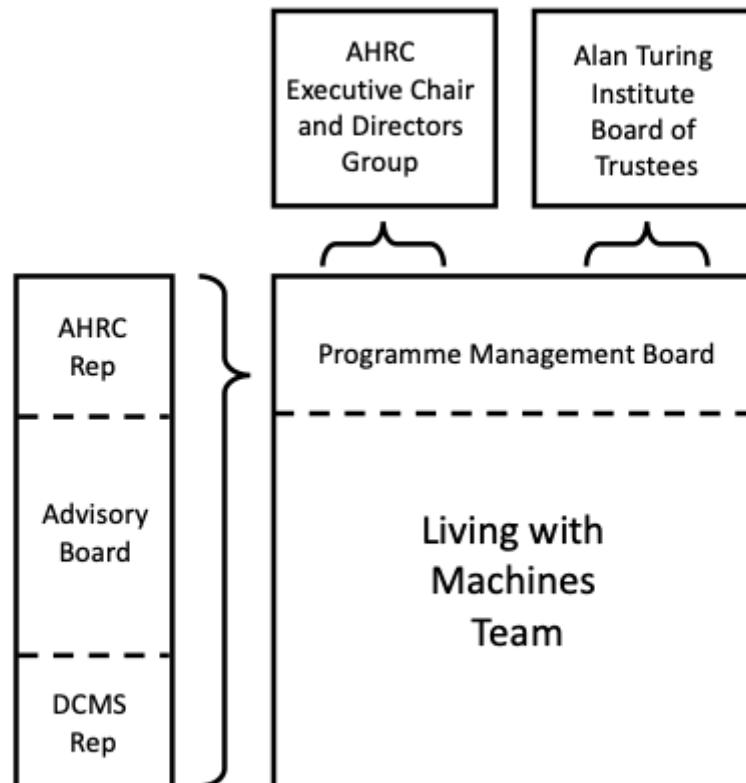 AHRC
Executive Chair
and Directors
Group
Alan Turing
Institute
Board of
Trustees
AHRC
Rep
Programme Management Board
Advisory
Board
Living with
Machines
Team
DCMS
Rep